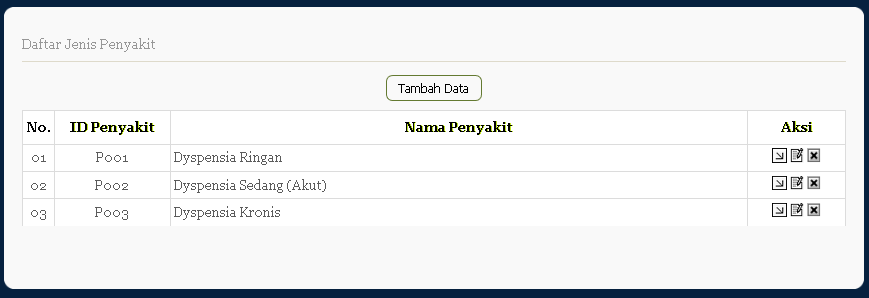 Daftar Jenis Penyakit
Tambah Data
No. ID Penyakit Nama Penyakit Aksi
01 P001 Dyspensia Ringan
02 P002 Dyspensia Sedang (Akut)
03 P003 Dyspensia Kronis